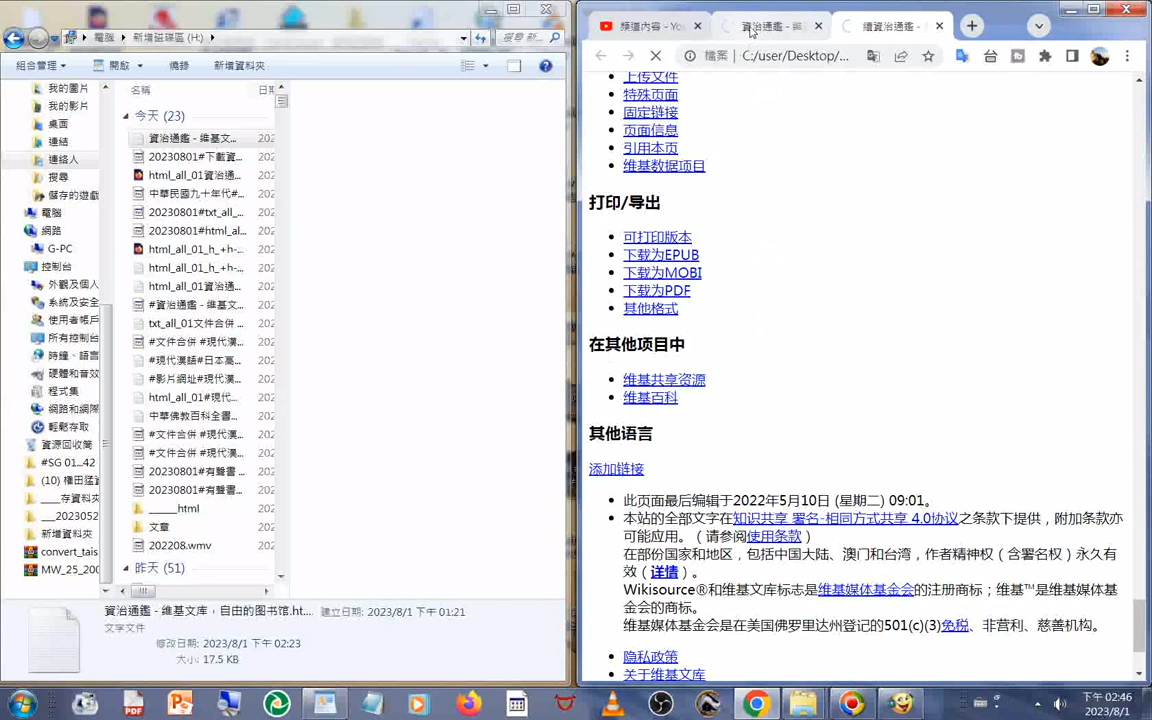 電腦 新增磁碟區 (H:)
搜尋 新...
組合管理 開啟 燒錄 新增資料夾
我的圖片
我的影片
桌面
連結
連絡人
搜尋
儲存的遊戲
電腦
網路
G-PC
控制台
外觀及個人
系統及安全
使用者帳戶
所有控制台
時鐘、語言
硬體和音效
程式集
網路和網際
輕鬆存取
資源回收筒
#SG 01_42
(10) 權田猛資
____存資料夾
___2023052
新增資料夾
convert_tais
MW_25_200
名稱 日期
今天 (23)
資治通鑑 - 維基文... 202
20230801#下載資... 202
html_all_01資治通... 202
中華民國九十年代#... 202
20230801#txt_all_... 202
20230801#html_al... 202
html_all_01_h_+h-... 202
html_all_01_h_+h-... 202
html_all_01資治通... 202
#資治通鑑 - 維基文... 202
txt_all_01文件合併 ... 202
#文件合併 #現代漢... 202
#現代漢語#日本高... 202
#影片網址#現代漢... 202
html_all_01#現代... 202
中華佛教百科全書... 202
#文件合併 #現代漢... 202
#文件合併 #現代漢... 202
20230801#有聲書 ... 202
20230801#有聲書 ... 202
______html 202
文章 202
202208.wmv 202
昨天 (51)
資治通鑑 - 維基文库，自由的图书馆.ht... 建立日期: 2023/8/1 下午 01:21
文字文件
修改日期: 2023/8/1 下午 02:23
大小: 17.5 KB
頻道內容 - You
資治通鑑 - 維
續資治通鑑 -
檔案 C:/user/Desktop/...
上传文件
特殊页面
固定链接
页面信息
引用本页
维基数据项目
打印/导出
可打印版本
下载为EPUB
下载为MOBI
下载为PDF
其他格式
在其他项目中
维基共享资源
维基百科
其他语言
添加链接
此页面最后编辑于2022年5月10日 (星期二) 09:01。
本站的全部文字在知识共享 署名-相同方式共享 4.0协议之条款下提供，附加条款亦
可能应用。（请参阅使用条款）
在部份国家和地区，包括中国大陆、澳门和台湾，作者精神权（含署名权）永久有
效（详情）。
Wikisource®和维基文库标志是维基媒体基金会的注册商标；维基™是维基媒体基
金会的商标。
维基媒体基金会是在美国佛罗里达州登记的501(c)(3)免税、非营利、慈善机构。
隐私政策
关于维基文库
PDF
下午 02:46
2023/8/1